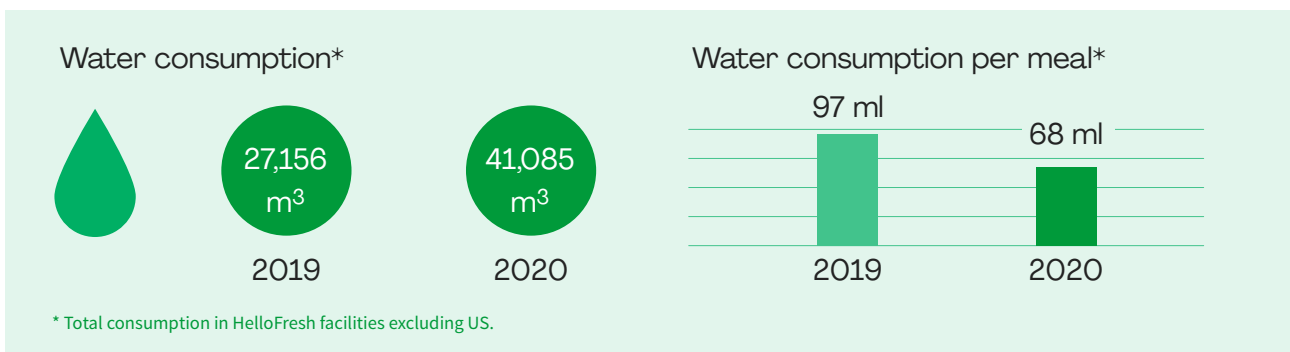 Water consumption*
27,156
m³
2019
41,085
m³
2020
Water consumption per meal*
97 ml
68 ml
2019
2020
* Total consumption in HelloFresh facilities excluding US.